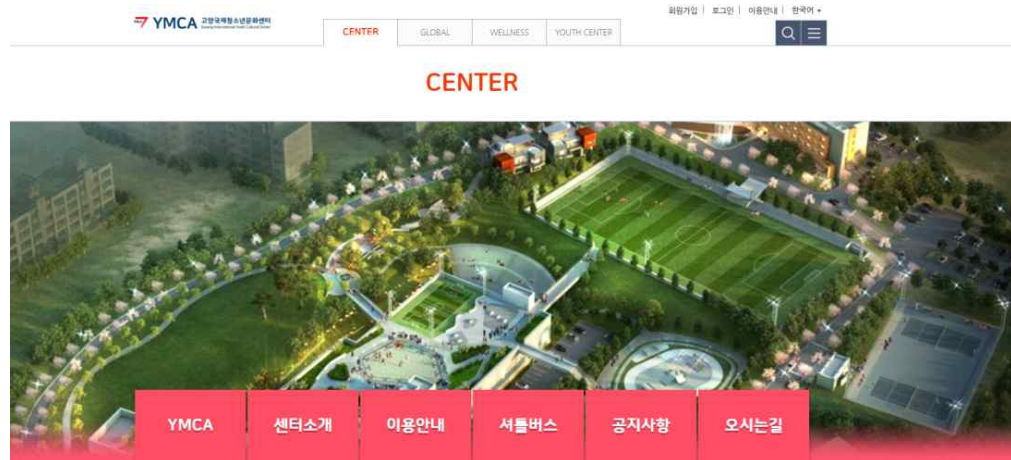 회원가입 | 로그인 | 이용안내 | 한국어
YMCA 고양국제청소년문화센터
CENTER
GLOBAL
WELLNESS
YOUTH CENTER
CENTER
YMCA
센터소개
이용안내
셔틀버스
공지사항
오시는길